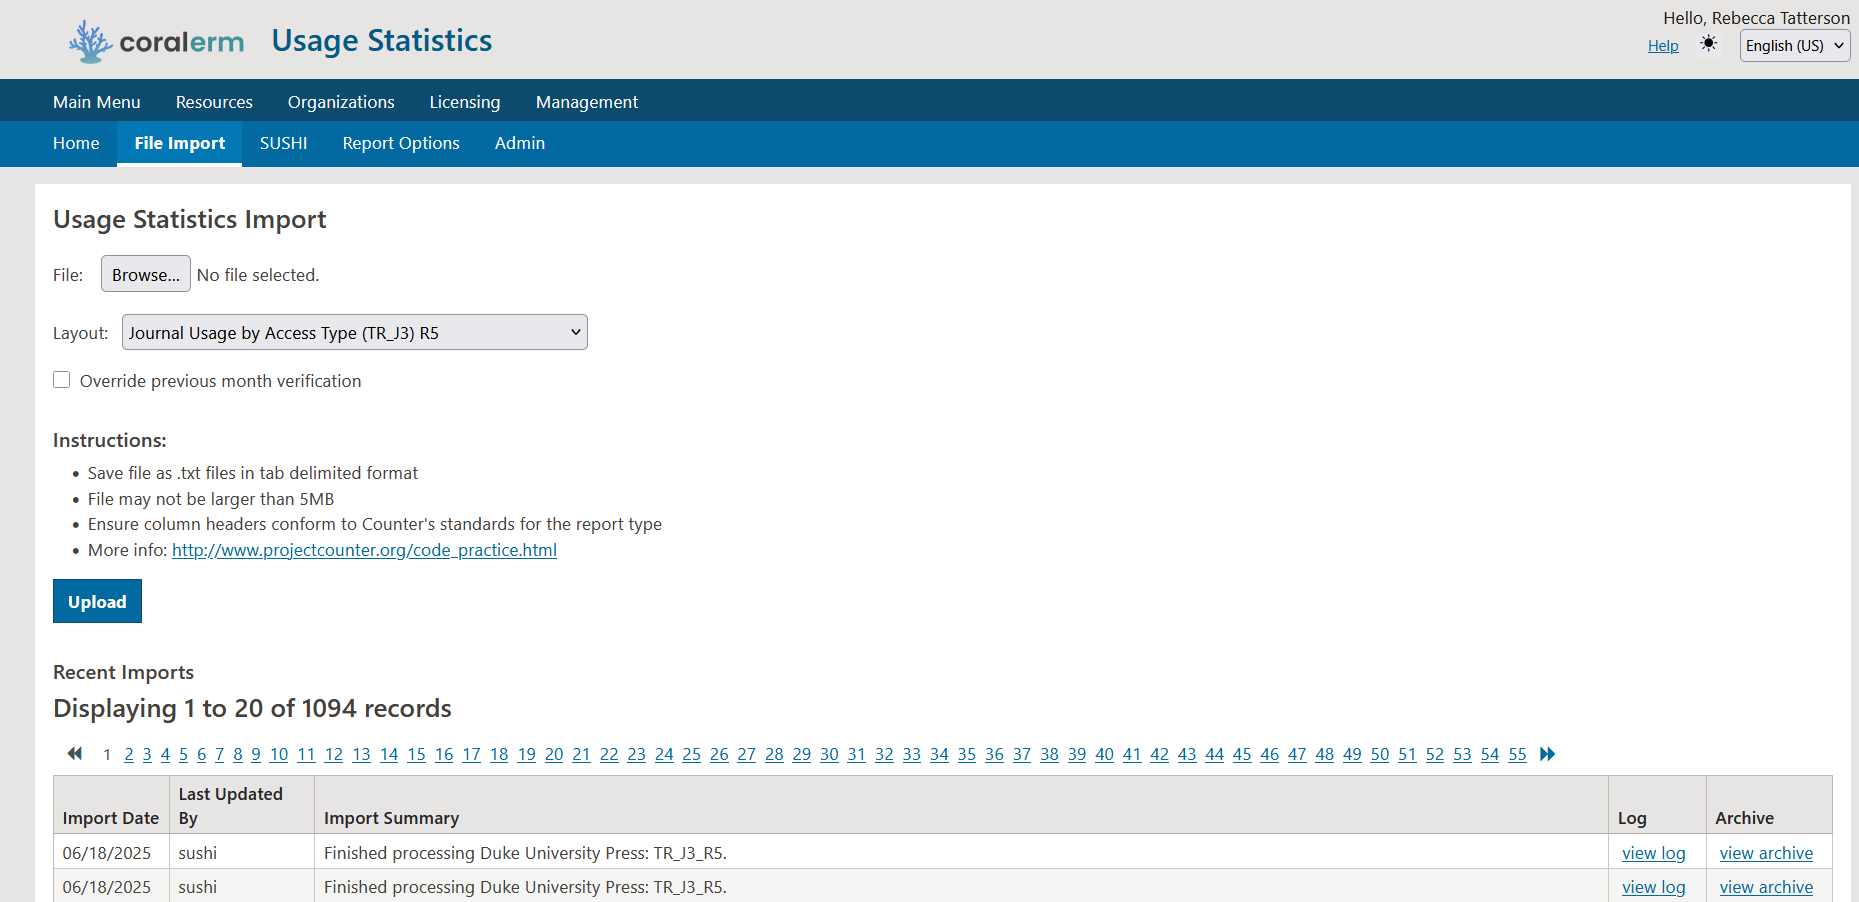 Hello, Rebecca Tatterson
coralerm Usage Statistics
Help English (US)
Main Menu Resources Organizations Licensing Management
Home File Import SUSHI Report Options Admin
Usage Statistics Import
File: Browse... No file selected.
Layout: Journal Usage by Access Type (TR_J3) R5
Override previous month verification
Instructions:
• Save file as .txt files in tab delimited format
• File may not be larger than 5MB
• Ensure column headers conform to Counter's standards for the report type
• More info: http://www.projectcounter.org/code_practice.html
Upload
Recent Imports
Displaying 1 to 20 of 1094 records
1 2 3 4 5 6 7 8 9 10 11 12 13 14 15 16 17 18 19 20 21 22 23 24 25 26 27 28 29 30 31 32 33 34 35 36 37 38 39 40 41 42 43 44 45 46 47 48 49 50 51 52 53 54 55
Import Date Last Updated By Import Summary Log Archive
06/18/2025 sushi Finished processing Duke University Press: TR_J3_R5. view log view archive
06/18/2025 sushi Finished processing Duke University Press: TR_J3_R5. view log view archive